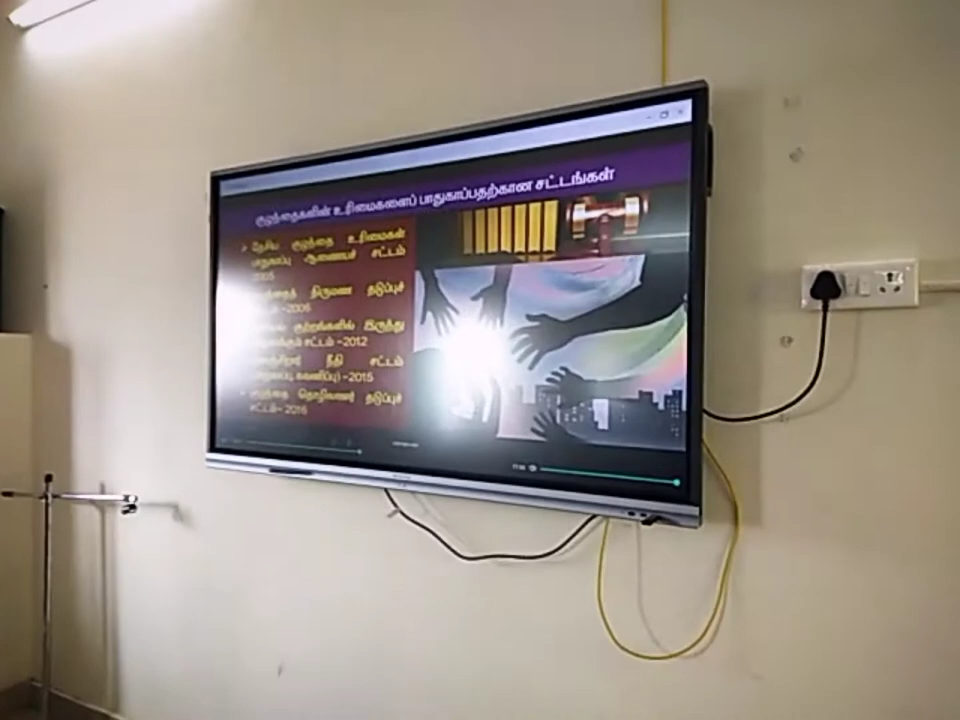 குழந்தைகளின் உரிமைகளைப் பாதுகாப்பதற்கான சட்டங்கள்
தேசிய குழந்தை உரிமைகள்
பாதுகாப்பு ஆணையச் சட்டம்
2005
திருமண தடுப்புச்
-2006
குற்றங்களில் இருந்து
சட்டம் -2012
நீதி சட்டம்
-2015
குழந்தை தொழிலாளர் தடுப்புச்
சட்டம்- 2016